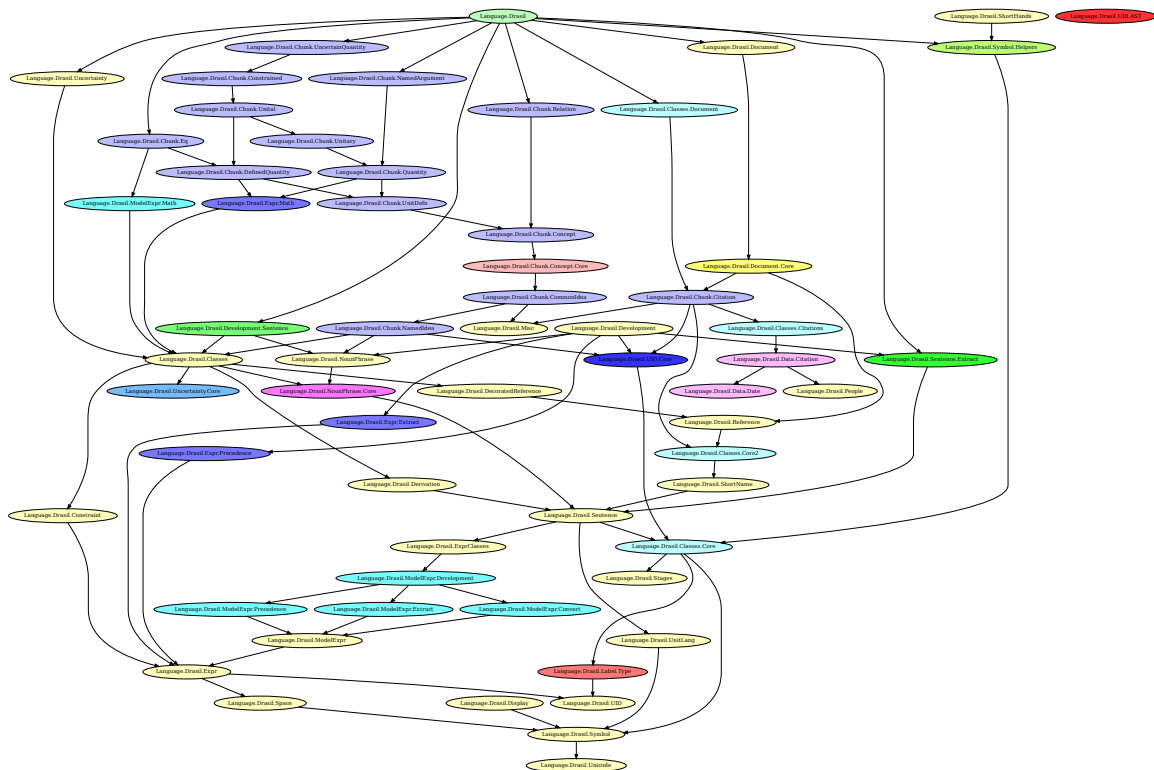 Language.Drasil
Language.Drasil.ShortHands
Language.Drasil.URI.AST
Language.Drasil.Chunk.UncertainQuantity
Language.Drasil.Document
Language.Drasil.Symbol.Helpers
Language.Drasil.Uncertainty
Language.Drasil.Chunk.Constrained
Language.Drasil.Chunk.NamedArgument
Language.Drasil.Chunk.Unital
Language.Drasil.Chunk.Relation
Language.Drasil.Classes.Document
Language.Drasil.Chunk.Eq
Language.Drasil.Chunk.Unitary
Language.Drasil.Chunk.DefinedQuantity
Language.Drasil.Chunk.Quantity
Language.Drasil.ModelExpr.Math
Language.Drasil.Expr.Math
Language.Drasil.Chunk.UnitDefn
Language.Drasil.Chunk.Concept
Language.Drasil.Chunk.Concept.Core
Language.Drasil.Document.Core
Language.Drasil.Chunk.CommonIdea
Language.Drasil.Chunk.Citation
Language.Drasil.Development.Sentence
Language.Drasil.Chunk.NamedIdea
Language.Drasil.Misc
Language.Drasil.Development
Language.Drasil.Classes.Citations
Language.Drasil.Classes
Language.Drasil.NounPhrase
Language.Drasil.UID.Core
Language.Drasil.Data.Citation
Language.Drasil.Sentence.Extract
Language.Drasil.Uncertainty.Core
Language.Drasil.NounPhrase.Core
Language.Drasil.DecoratedReference
Language.Drasil.Data.Date
Language.Drasil.People
Language.Drasil.Expr.Extract
Language.Drasil.Reference
Language.Drasil.Expr.Precedence
Language.Drasil.Classes.Core2
Language.Drasil.Derivation
Language.Drasil.ShortName
Language.Drasil.Constraint
Language.Drasil.Sentence
Language.Drasil.ExprClasses
Language.Drasil.Classes.Core
Language.Drasil.ModelExpr.Development
Language.Drasil.Stages
Language.Drasil.ModelExpr.Precedence
Language.Drasil.ModelExpr.Extract
Language.Drasil.ModelExpr.Convert
Language.Drasil.ModelExpr
Language.Drasil.UnitLang
Language.Drasil.Expr
Language.Drasil.Label.Type
Language.Drasil.Space
Language.Drasil.Display
Language.Drasil.UID
Language.Drasil.Symbol
Language.Drasil.Unicode